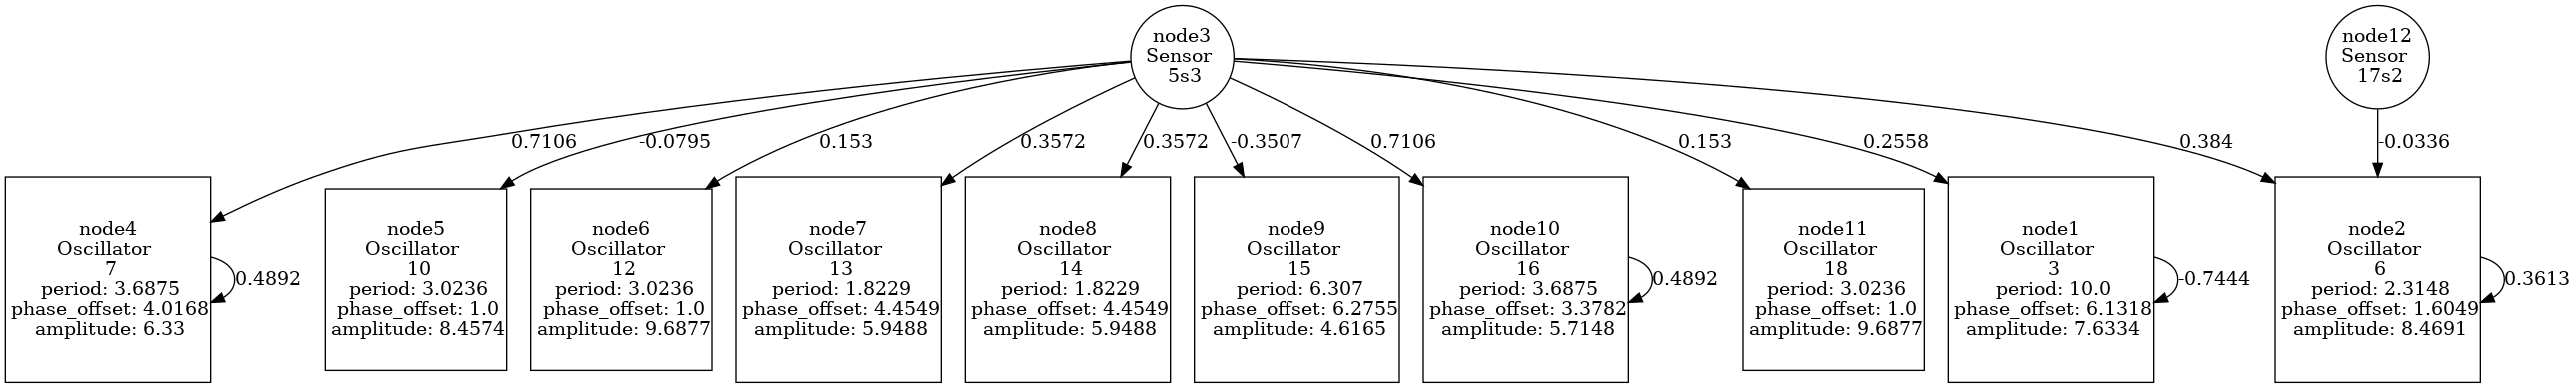 node3
Sensor
5s3
node12
Sensor
17s2
0.7106
-0.0795
0.153
0.3572
0.3572
-0.3507
0.7106
0.153
0.2558
0.384
-0.0336
node4
Oscillator
7
period: 3.6875
phase_offset: 4.0168
amplitude: 6.33
0.4892
node5
Oscillator
10
period: 3.0236
phase_offset: 1.0
amplitude: 8.4574
node6
Oscillator
12
period: 3.0236
phase_offset: 1.0
amplitude: 9.6877
node7
Oscillator
13
period: 1.8229
phase_offset: 4.4549
amplitude: 5.9488
node8
Oscillator
14
period: 1.8229
phase_offset: 4.4549
amplitude: 5.9488
node9
Oscillator
15
period: 6.307
phase_offset: 6.2755
amplitude: 4.6165
node10
Oscillator
16
period: 3.6875
phase_offset: 3.3782
amplitude: 5.7148
0.4892
node11
Oscillator
18
period: 3.0236
phase_offset: 1.0
amplitude: 9.6877
node1
Oscillator
3
period: 10.0
phase_offset: 6.1318
amplitude: 7.6334
-0.7444
node2
Oscillator
6
period: 2.3148
phase_offset: 1.6049
amplitude: 8.4691
0.3613